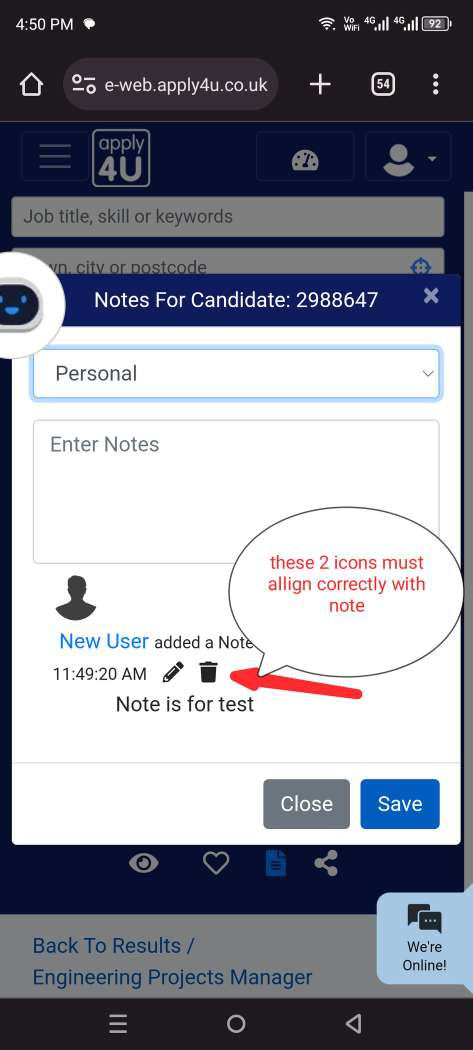 4:50 PM
Vo WiFi 4G 4G 92
e-web.apply4u.co.uk
54
apply
4U
Job title, skill or keywords
wn, city or postcode
Notes For Candidate: 2988647
×
Personal
Enter Notes
these 2 icons must
allign correctly with
note
New User added a Note
11:49:20 AM
Note is for test
Close Save
Back To Results /
Engineering Projects Manager
We're
Online!